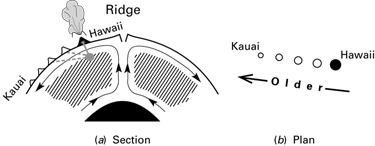 Ridge
Hawaii
Kauai
(a) Section
Kauai
Hawaii
Older
(b) Plan